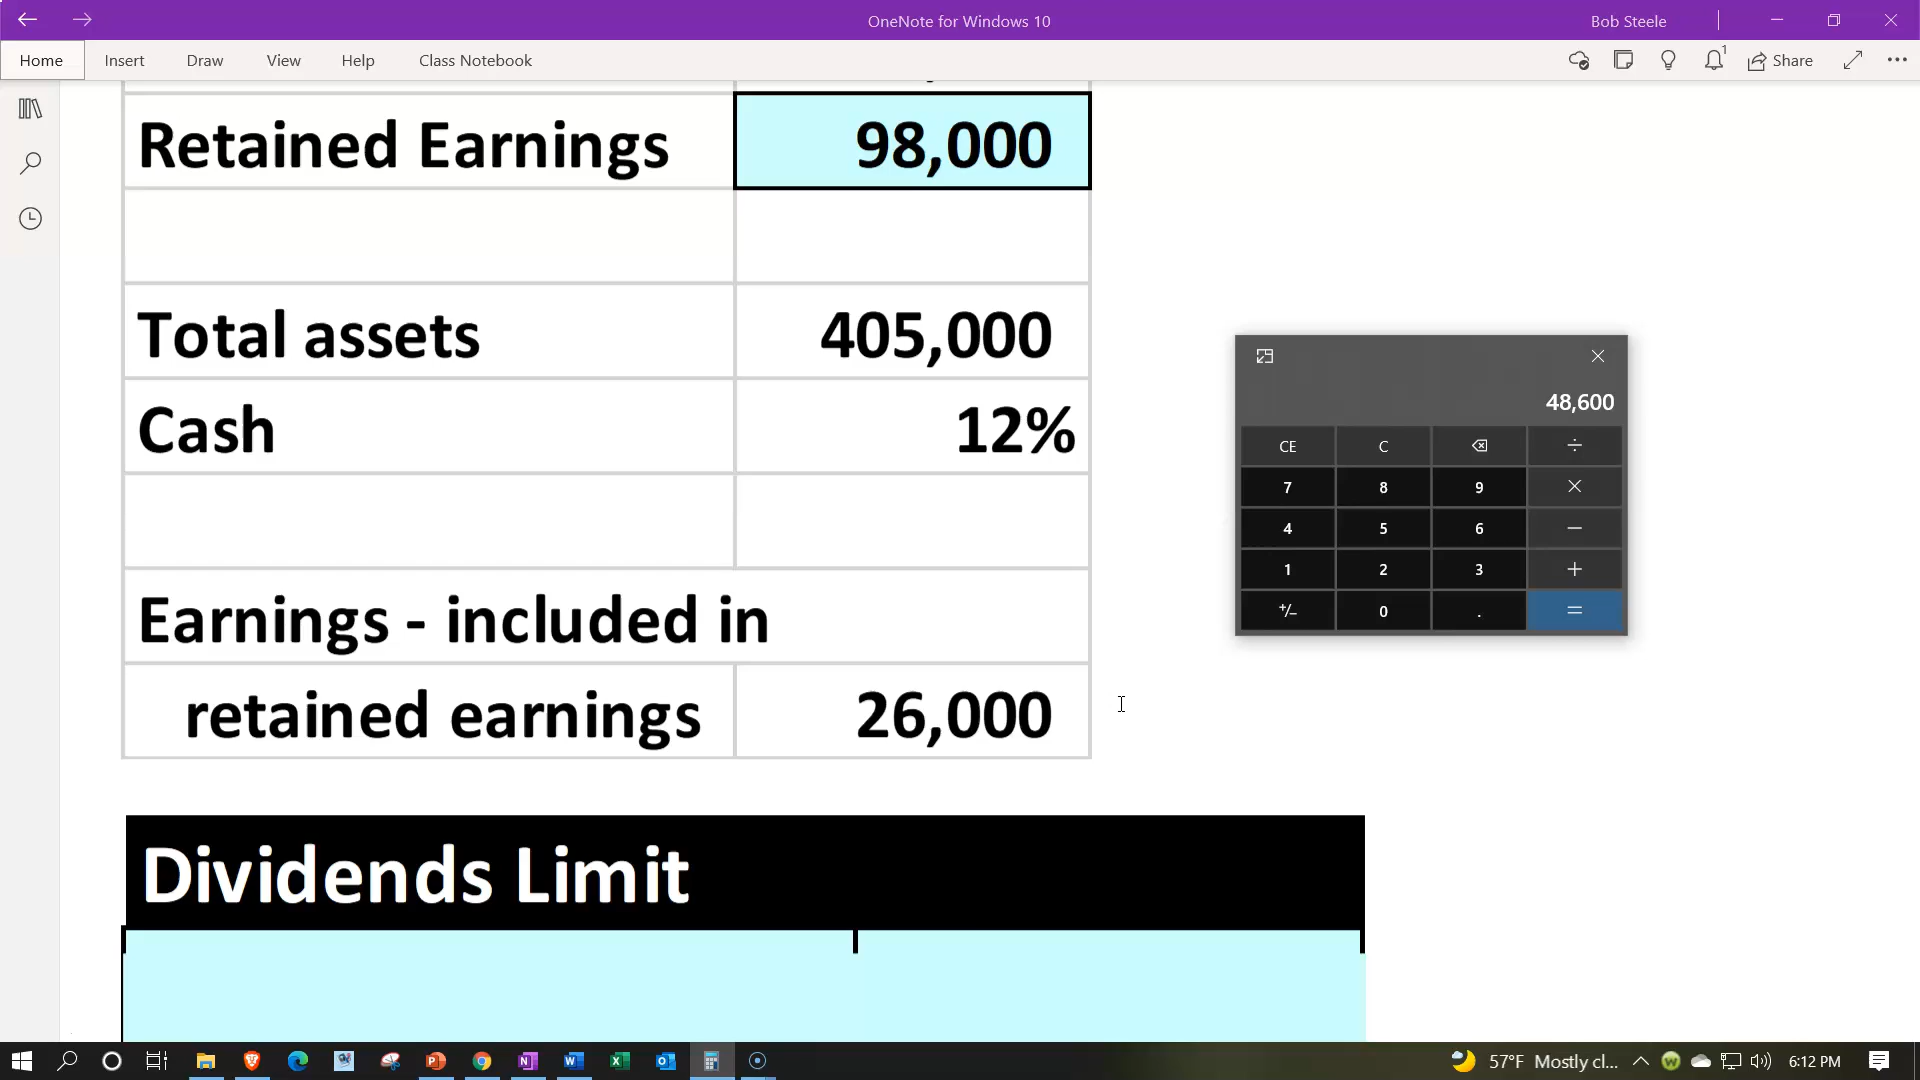 OneNote for Windows 10
Bob Steele
Home Insert Draw View Help Class Notebook
1
Share
Retained Earnings 98,000
Total assets 405,000
Cash 12%
Earnings - included in
retained earnings 26,000
48,600
CE C ÷
7 8 9 ×
4 5 6 −
1 2 3 +
+/− 0 . =
Dividends Limit
57°F Mostly cl... 6:12 PM